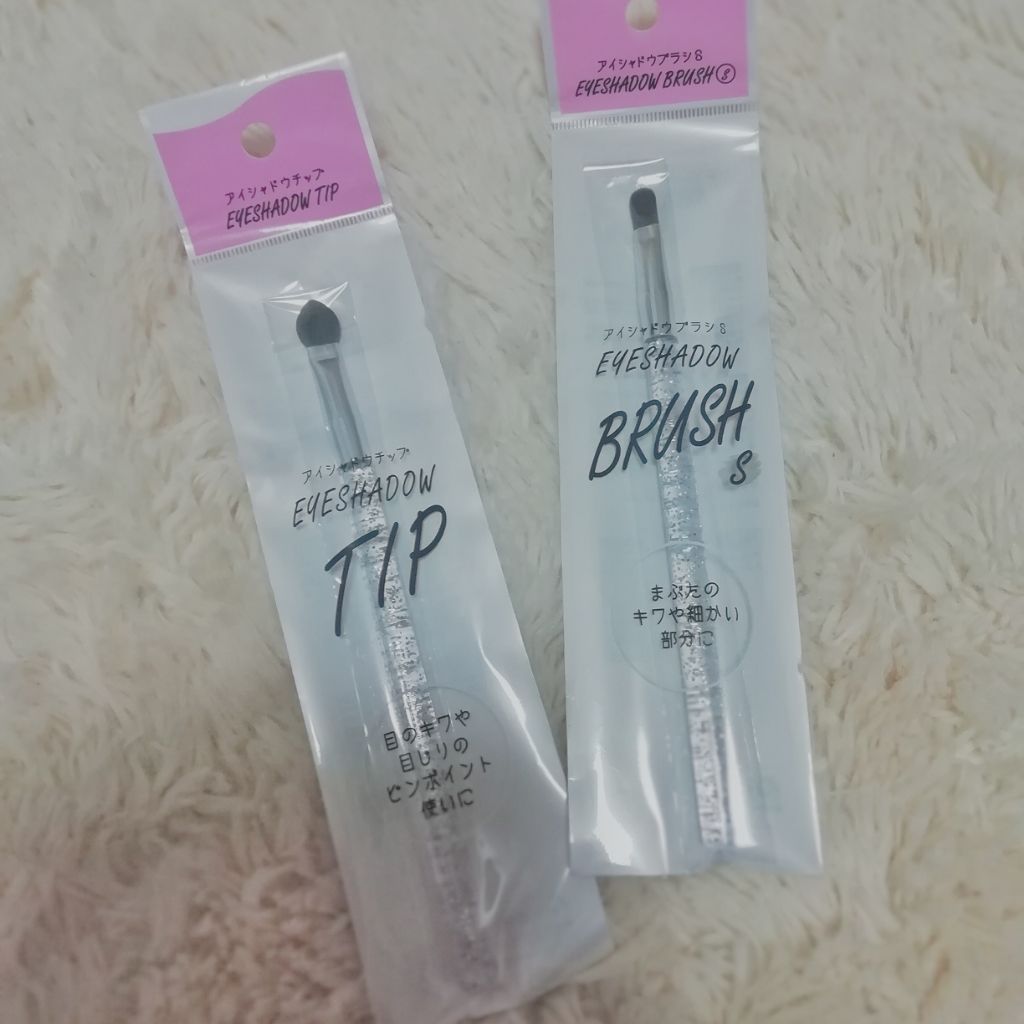 アイシャドウチップ
EYESHADOW TIP
アイシャドウチップ
EYESHADOW
TIP
目のキワや
目じりの
ピンポイント
使いに
アイシャドウブラシS
EYESHADOW BRUSH S
アイシャドウブラシS
EYESHADOW
BRUSH
S
まぶたの
キワや細かい
部分に